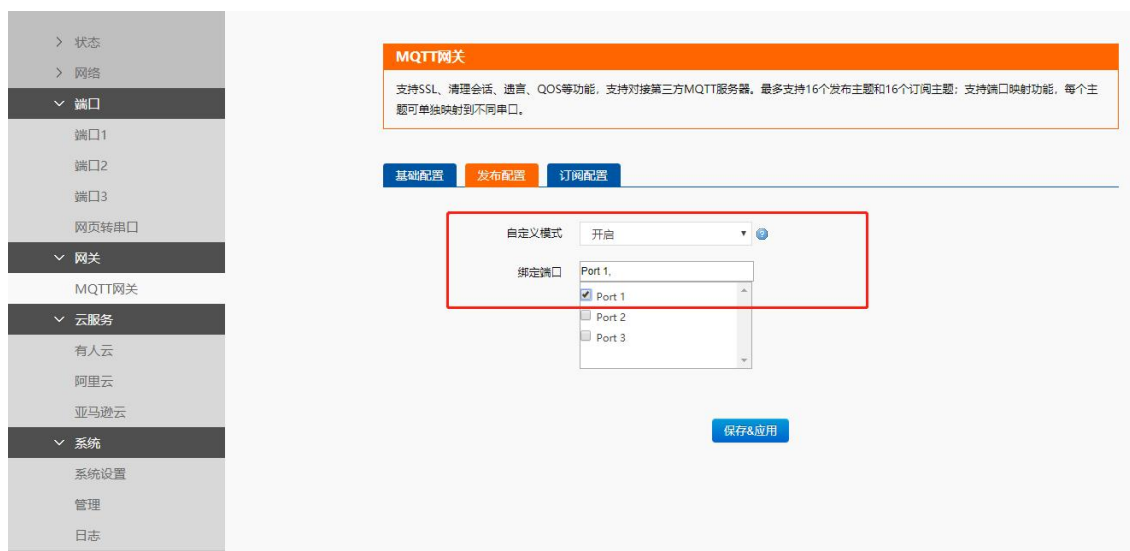 状态
网络
端口
端口1
端口2
端口3
网页转串口
网关
MQTT网关
云服务
有人云
阿里云
亚马逊云
系统
系统设置
管理
日志
MQTT网关
支持SSL、清理会话、遗言、QOS等功能，支持对接第三方MQTT服务器。最多支持16个发布主题和16个订阅主题；支持端口映射功能，每个主
题可单独映射到不同串口。
基础配置 发布配置 订阅配置
自定义模式 开启
绑定端口 Port 1,
Port 1
Port 2
Port 3
保存&应用